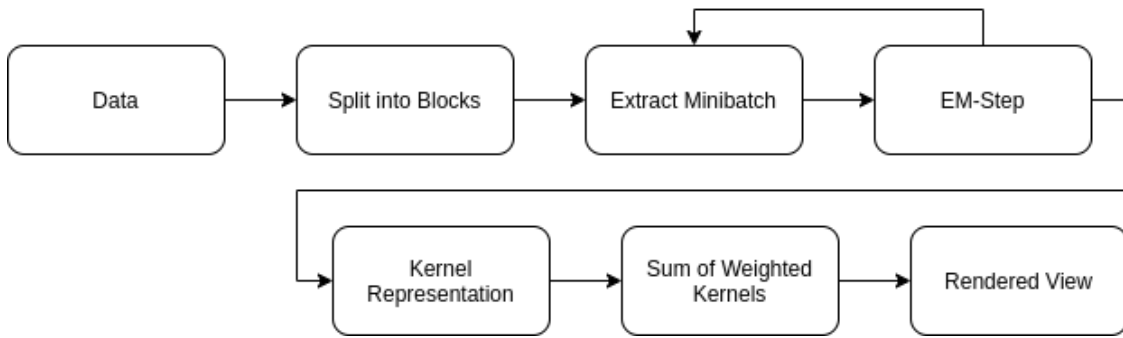 Data
Split into Blocks
Extract Minibatch
EM-Step
Kernel
Representation
Sum of Weighted
Kernels
Rendered View